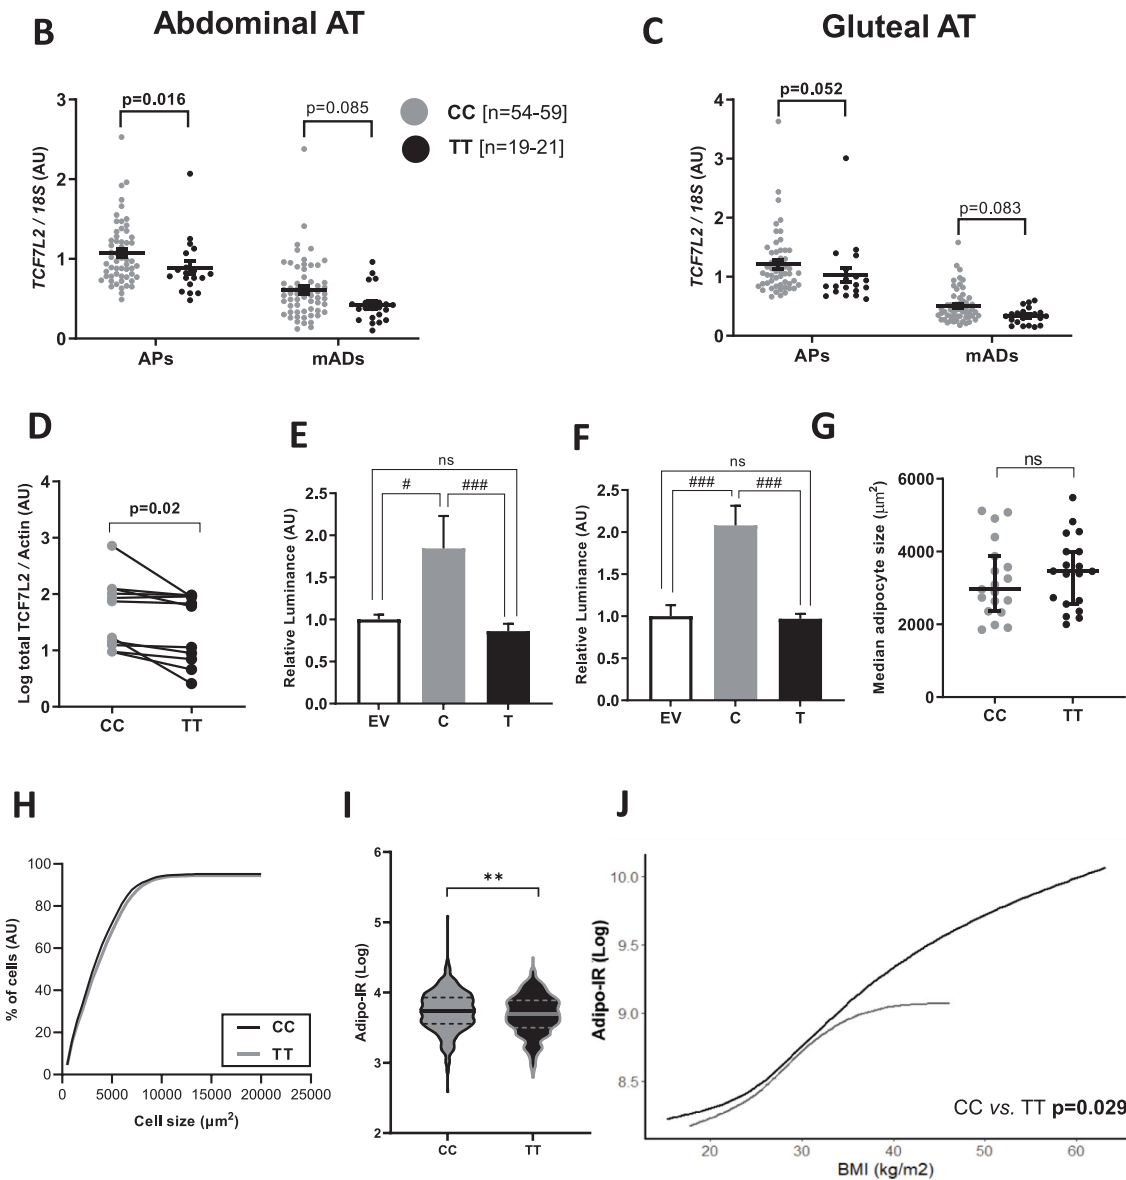 B
Abdominal AT
C
Gluteal AT
TCF7L2 / 18S (AU)
3
2
1
0
p=0.016
p=0.085
CC [n=54-59]
TT [n=19-21]
APs
mADs
TCF7L2 / 18S (AU)
4
3
2
1
0
p=0.052
p=0.083
APs
mADs
D
Log total TCF7L2 / Actin (AU)
4
3
2
1
0
p=0.02
CC
TT
E
Relative Luminance (AU)
2.5
2.0
1.5
1.0
0.5
0.0
ns
#
###
EV
C
T
F
Relative Luminance (AU)
2.5
2.0
1.5
1.0
0.5
0.0
ns
###
###
EV
C
T
G
Median adipocyte size (µm²)
6000
4000
2000
0
ns
CC
TT
H
% of cells (AU)
100
80
60
40
20
0
0
5000
10000
15000
20000
25000
CC
TT
Cell size (µm²)
I
Adipo-IR (Log)
6
5
4
3
2
**
CC
TT
J
Adipo-IR (Log)
10.0
9.5
9.0
8.5
CC vs. TT p=0.029
20
30
40
50
60
BMI (kg/m2)